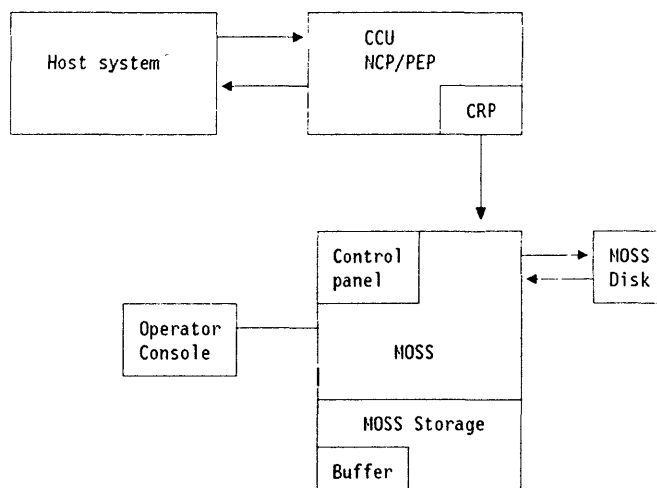 Host system
CCU
NCP/PEP
CRP
Control
panel
MOSS
Disk
Operator
Console
MOSS
MOSS Storage
Buffer